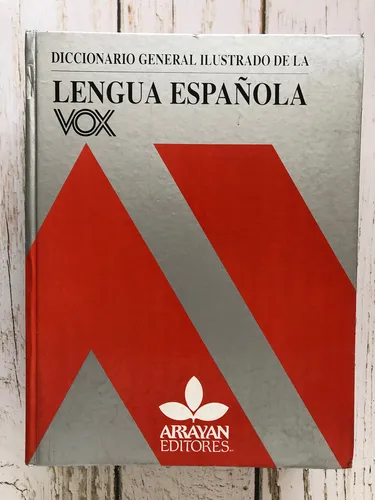 DICCIONARIO GENERAL ILUSTRADO DE LA
LENGUA ESPAÑOLA
VOX
ARRAYAN
EDITORES